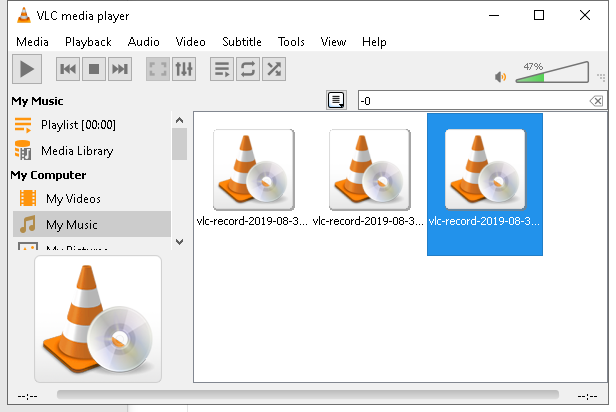 VLC media player
Media Playback Audio Video Subtitle Tools View Help
47%
My Music
-0
Playlist [00:00]
Media Library
My Computer
My Videos
My Music
My Pictures
vlc-record-2019-08-3... vlc-record-2019-08-3... vlc-record-2019-08-3...
--:-- --:--